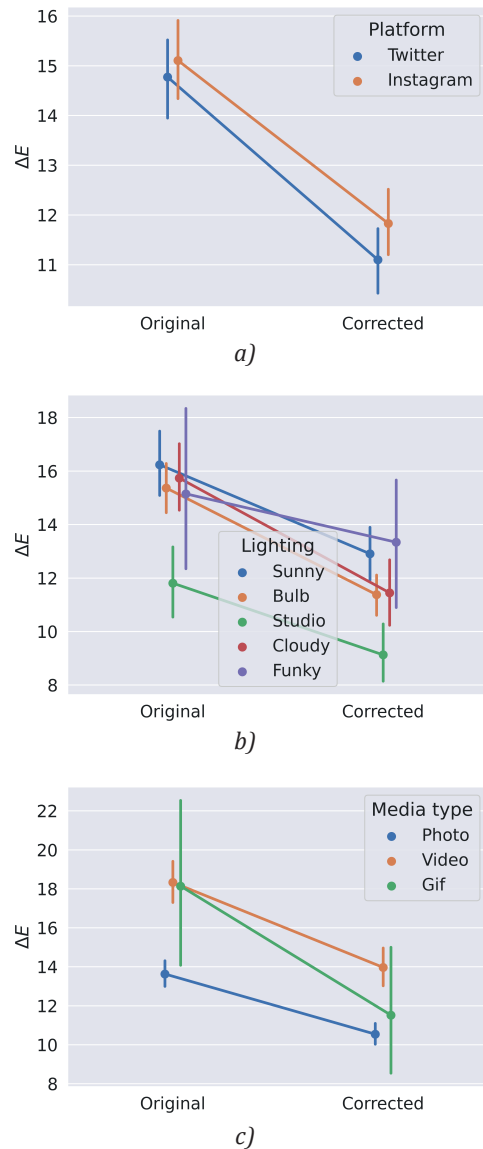 16
Platform
Twitter
Instagram
15
14
ΔE
13
12
11
Original Corrected
a)
18
16
14
ΔE
Lighting
Sunny
12
Bulb
Studio
10
Cloudy
Funky
8
Original Corrected
b)
22
Media type
Photo
20
Video
Gif
18
16
ΔE
14
12
10
8
Original Corrected
c)